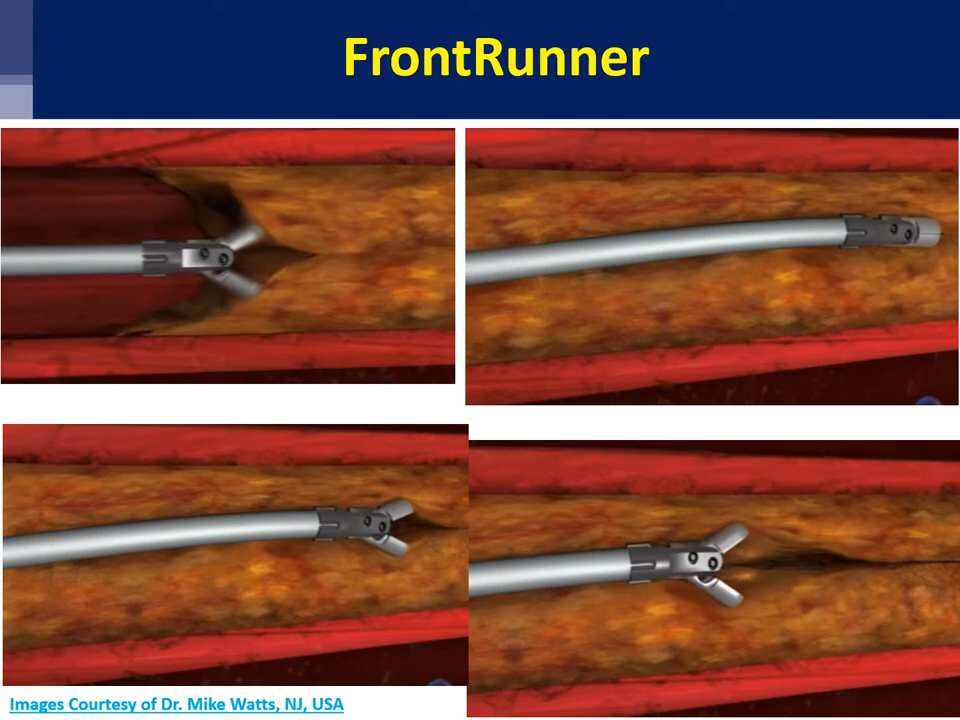 FrontRunner
Images Courtesy of Dr. Mike Watts, NJ, USA